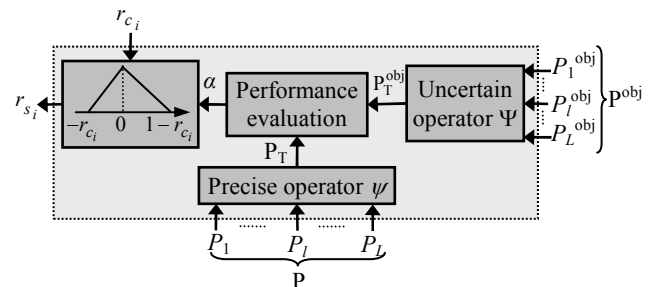 r_{c_i}
P_1^{obj}
P_l^{obj}
P_L^{obj}
P^{obj}
Uncertain
operator Ψ
P_T^{obj}
Performance
evaluation
α
r_{s_i}
−r_{c_i} 0 1−r_{c_i}
P_T
Precise operator ψ
P_1 ........ P_l ........ P_L
P